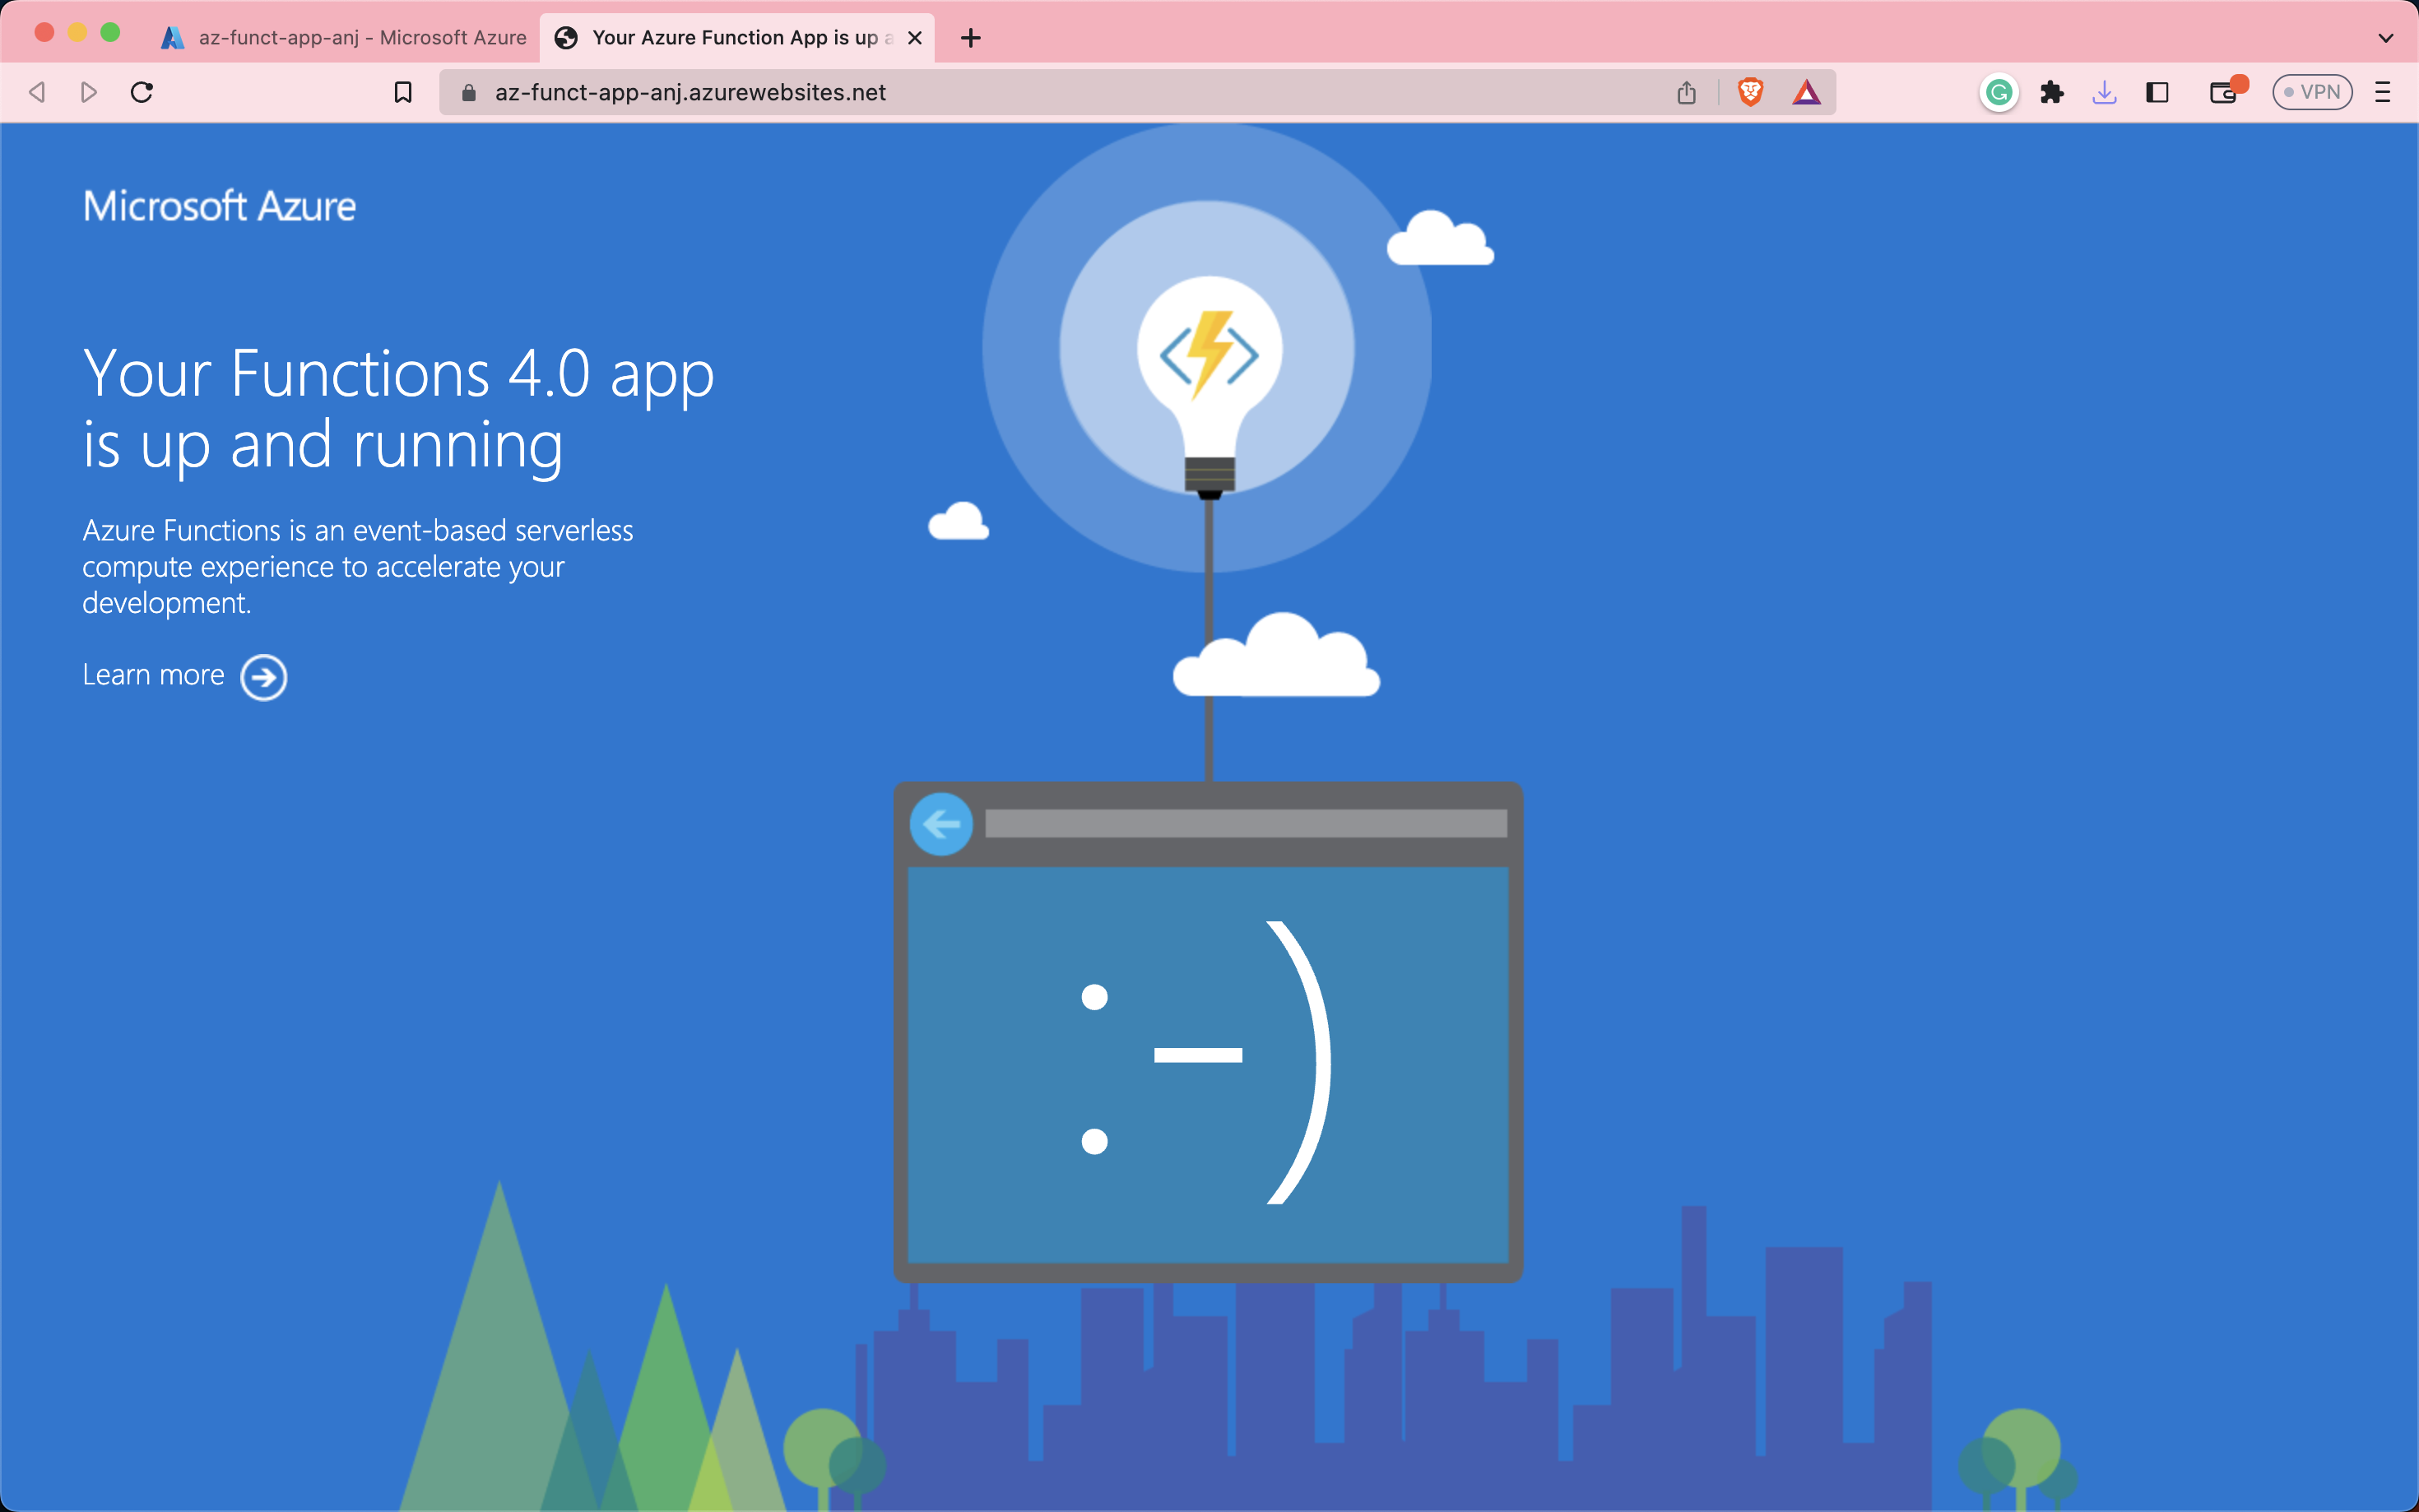 az-funct-app-anj - Microsoft Azure
Your Azure Function App is up a
az-funct-app-anj.azurewebsites.net
VPN
Microsoft Azure
Your Functions 4.0 app
is up and running
Azure Functions is an event-based serverless
compute experience to accelerate your
development.
Learn more
:-)